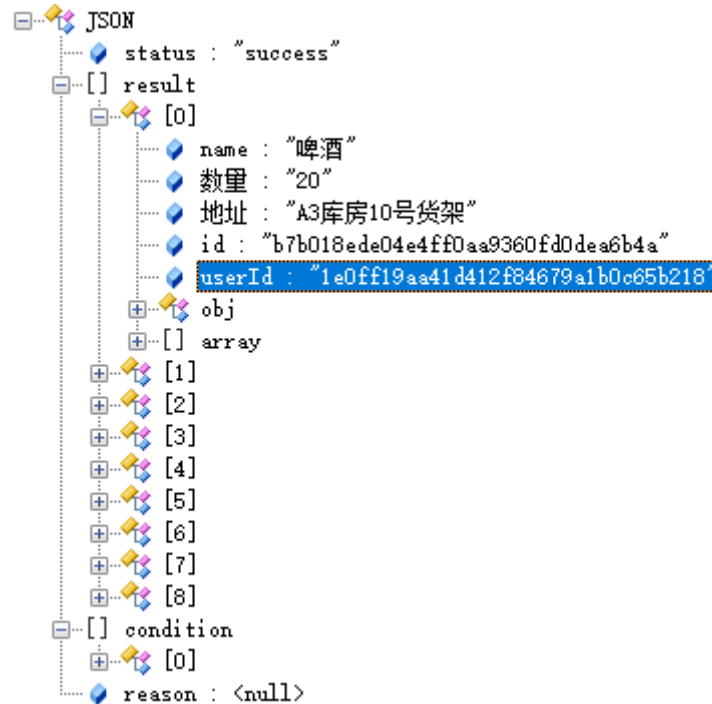 JSON
status : "success"
[] result
[0]
name : "啤酒"
数量 : "20"
地址 : "A3库房10号货架"
id : "b7b018ede04e4ff0aa9360fd0dea6b4a"
userId : "1e0ff19aa41d412f84679a1b0c65b218"
obj
[] array
[1]
[2]
[3]
[4]
[5]
[6]
[7]
[8]
[] condition
[0]
reason : <null>